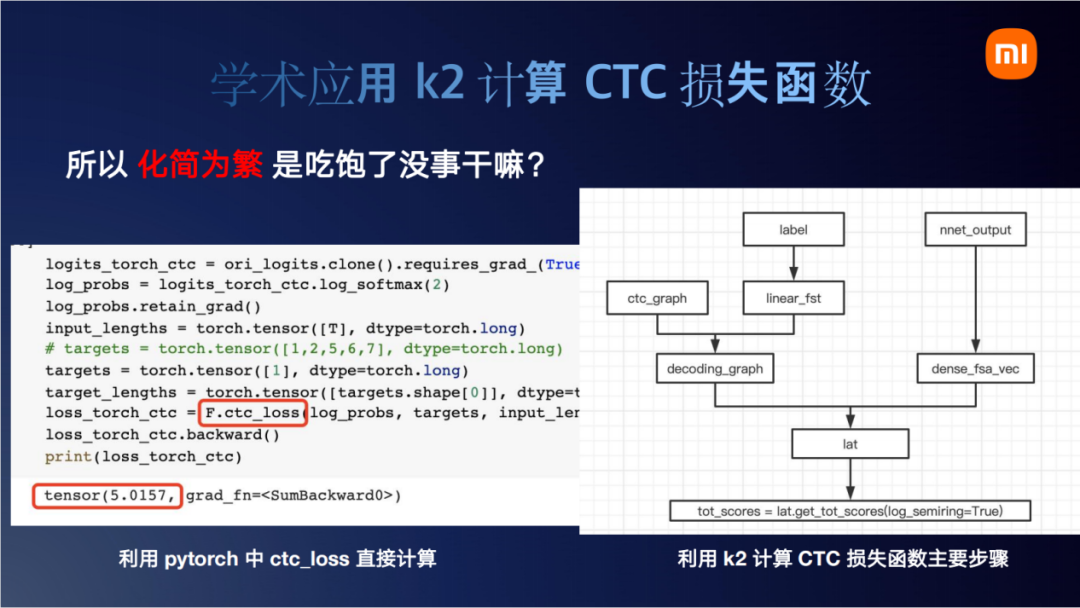 mi
学术应用 k2 计算 CTC 损失函数
所以 化简为繁 是吃饱了没事干嘛？
logits_torch_ctc = ori_logits.clone().requires_grad_(True
log_probs = logits_torch_ctc.log_softmax(2)
log_probs.retain_grad()
input_lengths = torch.tensor([T], dtype=torch.long)
# targets = torch.tensor([1,2,5,6,7], dtype=torch.long)
targets = torch.tensor([1], dtype=torch.long)
target_lengths = torch.tensor([targets.shape[0]], dtype=t
loss_torch_ctc = F.ctc_loss(log_probs, targets, input_len
loss_torch_ctc.backward()
print(loss_torch_ctc)
tensor(5.0157, grad_fn=<SumBackward0>)
利用 pytorch 中 ctc_loss 直接计算
label
nnet_output
ctc_graph
linear_fst
decoding_graph
dense_fsa_vec
lat
tot_scores = lat.get_tot_scores(log_semiring=True)
利用 k2 计算 CTC 损失函数主要步骤